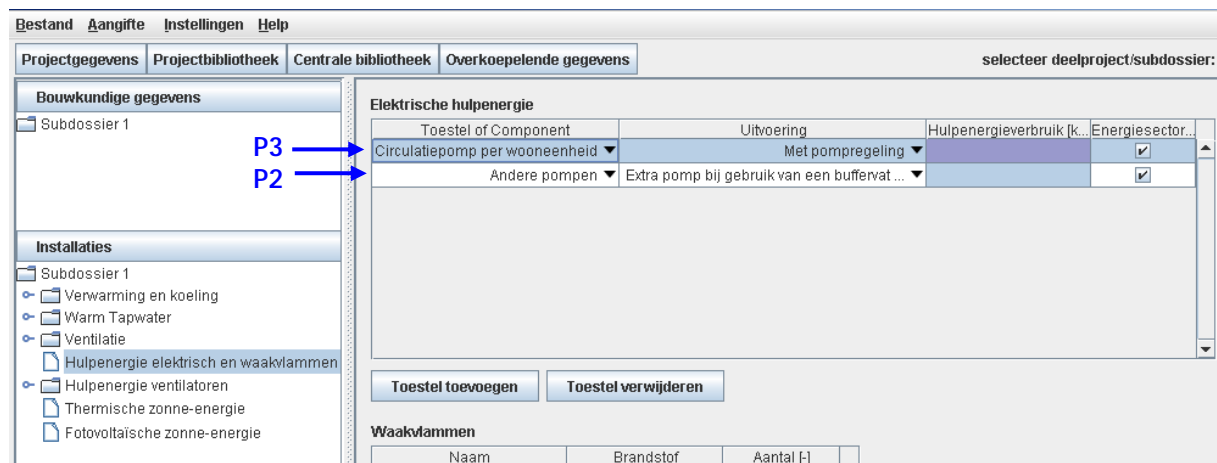 Bestand Aangifte Instellingen Help
Projectgegevens Projectbibliotheek Centrale bibliotheek Overkoepelende gegevens selecteer deelproject/subdossier:
Bouwkundige gegevens
Subdossier 1
Elektrische hulpenergie
Toestel of Component Uitvoering Hulpenergieverbruik [k... Energiesector...
P3 Circulatiepomp per wooneenheid Met pompregeling
P2 Andere pompen Extra pomp bij gebruik van een buffervat ...
Installaties
Subdossier 1
Verwarming en koeling
Warm Tapwater
Ventilatie
Hulpenergie elektrisch en waakvlammen
Hulpenergie ventilatoren
Thermische zonne-energie
Fotovoltaïsche zonne-energie
Toestel toevoegen Toestel verwijderen
Waakvlammen
Naam Brandstof Aantal [-]